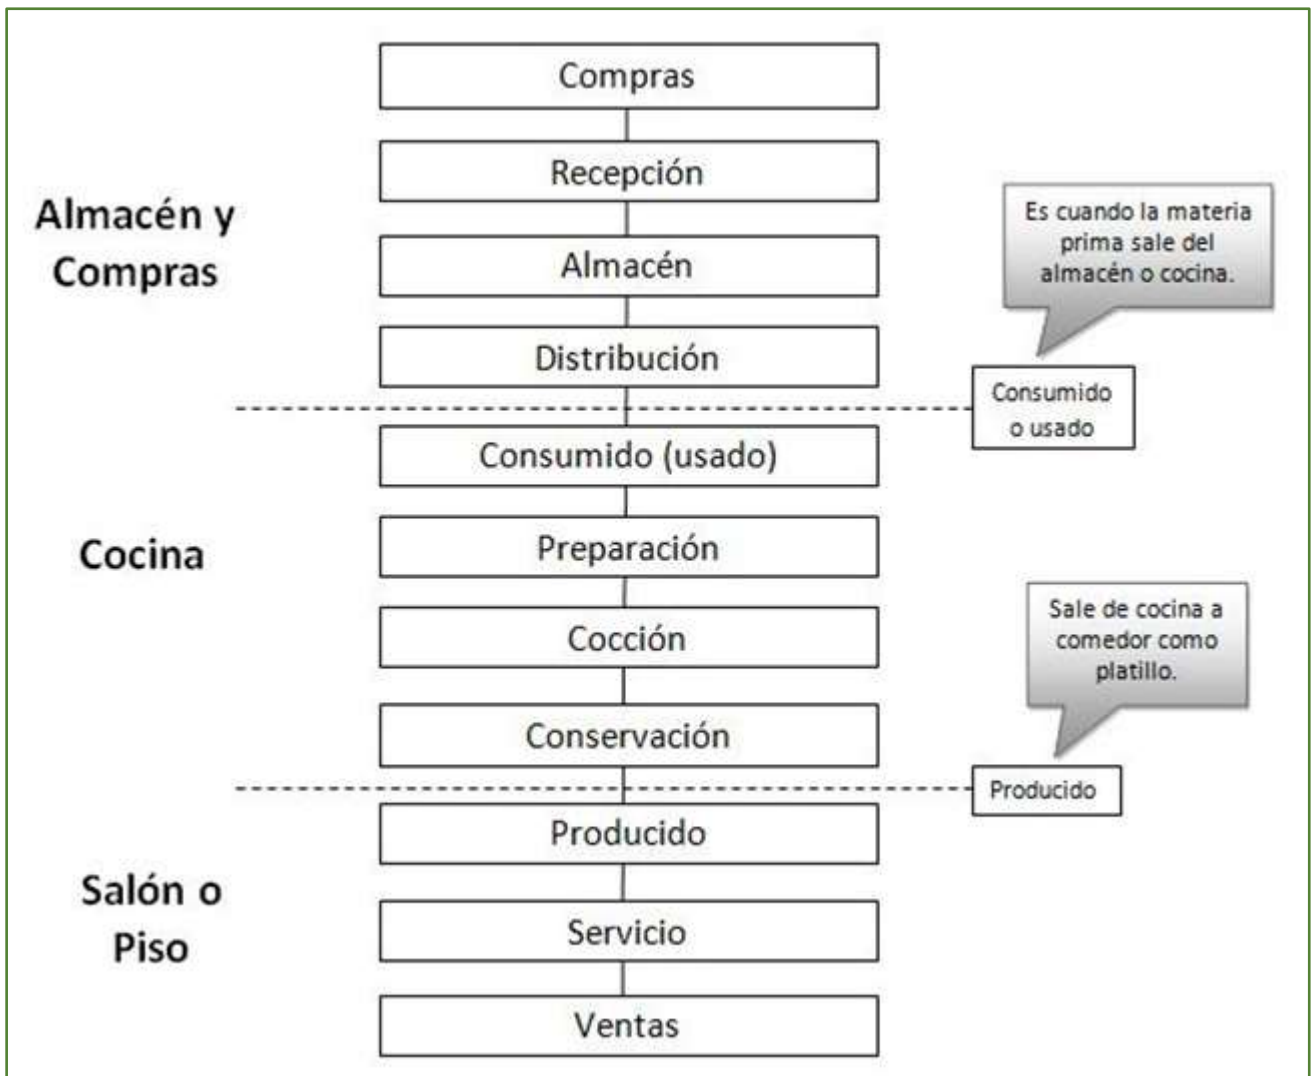 Compras
Recepción
Almacén y
Compras
Almacén
Distribución
Es cuando la materia
prima sale del
almacén o cocina.
Consumido
o usado
Consumido (usado)
Cocina
Preparación
Cocción
Conservación
Sale de cocina a
comedor como
platillo.
Producido
Producido
Salón o
Piso
Servicio
Ventas